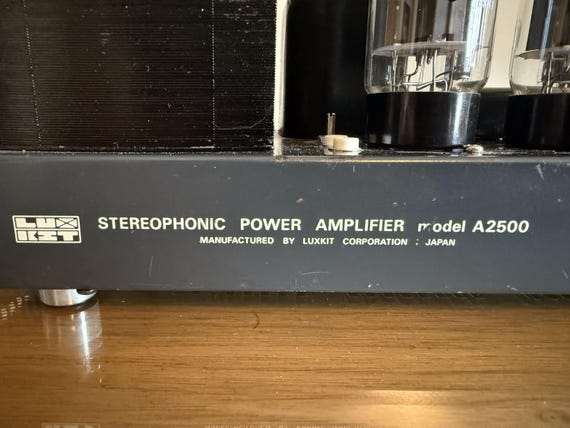 LUX
KIT
STEREOPHONIC POWER AMPLIFIER model A2500
MANUFACTURED BY LUXKIT CORPORATION : JAPAN